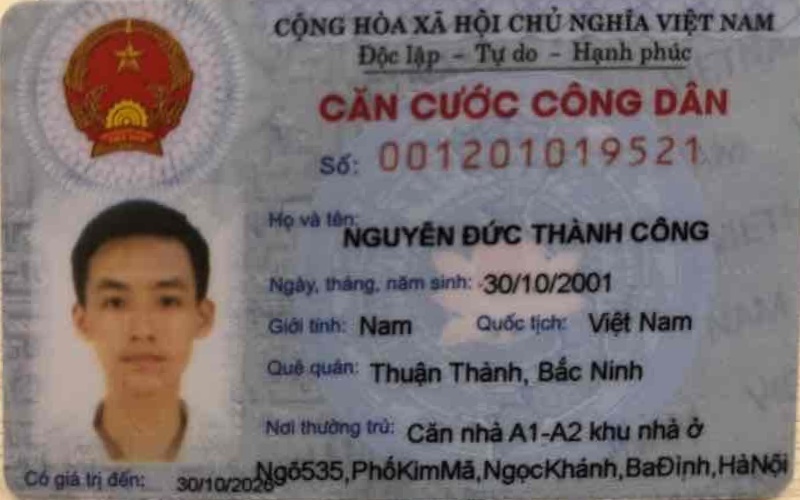 CỘNG HÒA XÃ HỘI CHỦ NGHĨA VIỆT NAM
Độc lập - Tự do - Hạnh phúc
CĂN CƯỚC CÔNG DÂN
Số: 001201019521
Họ và tên: NGUYỄN ĐỨC THÀNH CÔNG
Ngày, tháng, năm sinh: 30/10/2001
Giới tính: Nam Quốc tịch: Việt Nam
Quê quán: Thuận Thành, Bắc Ninh
Nơi thường trú: Căn nhà A1-A2 khu nhà ở
Ngõ535,PhốKimMã,NgọcKhánh,BaĐình,HàNội
Có giá trị đến: 30/10/2026